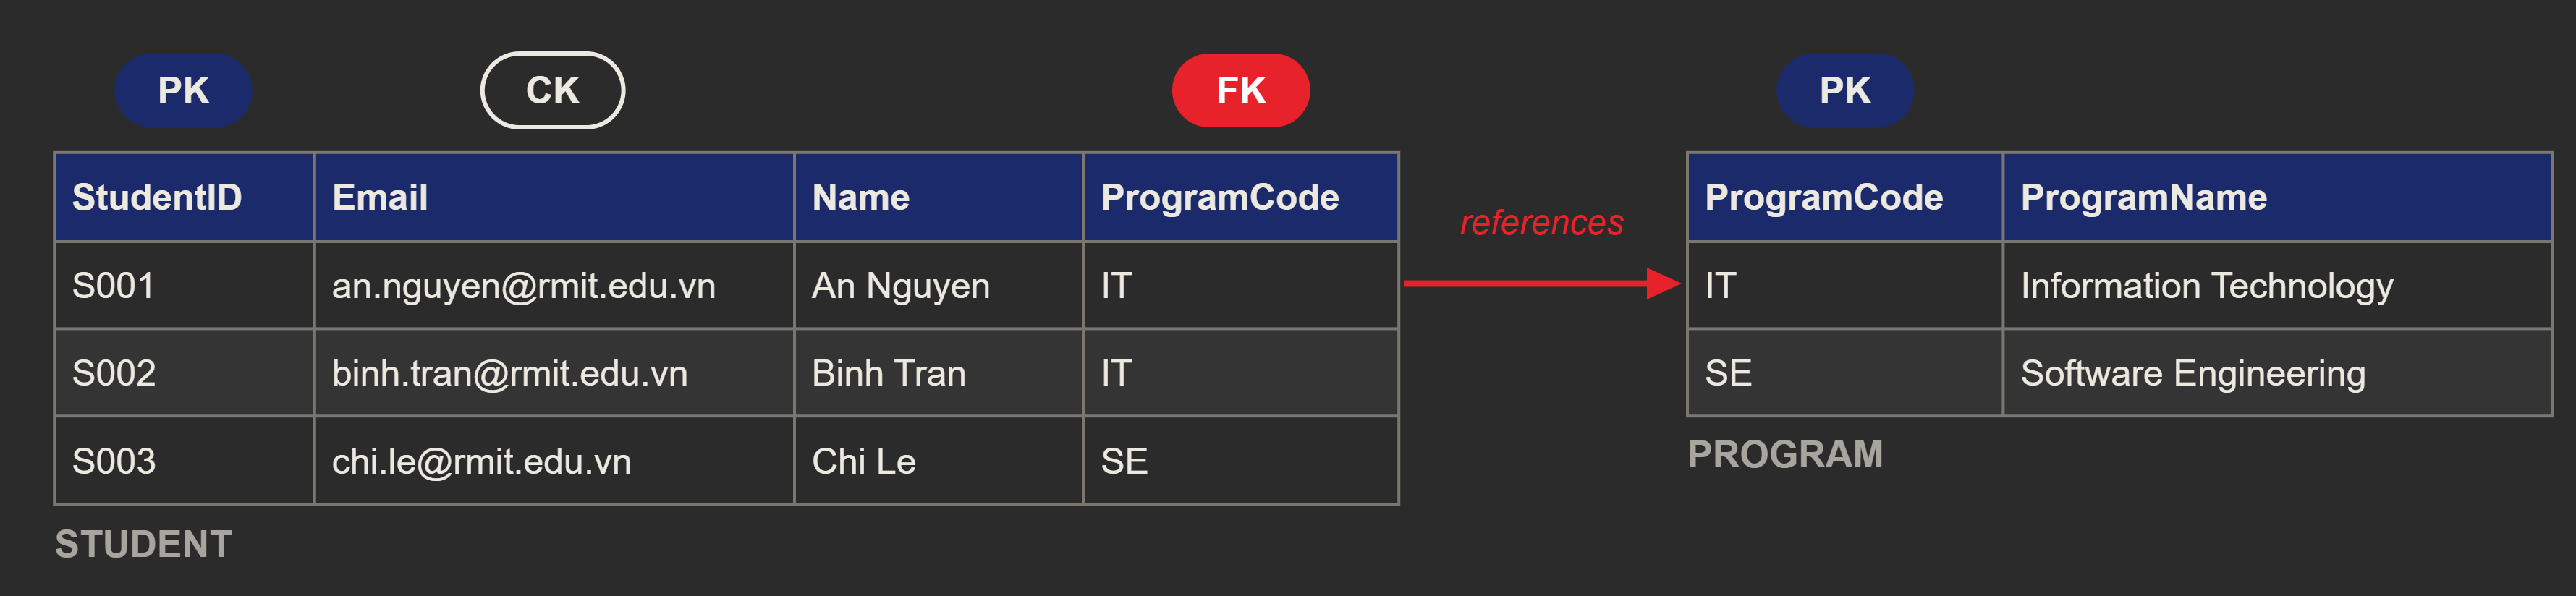 PK CK FK PK
StudentID Email Name ProgramCode ProgramCode ProgramName
references
S001 an.nguyen@rmit.edu.vn An Nguyen IT IT Information Technology
S002 binh.tran@rmit.edu.vn Binh Tran IT SE Software Engineering
PROGRAM
S003 chi.le@rmit.edu.vn Chi Le SE
STUDENT